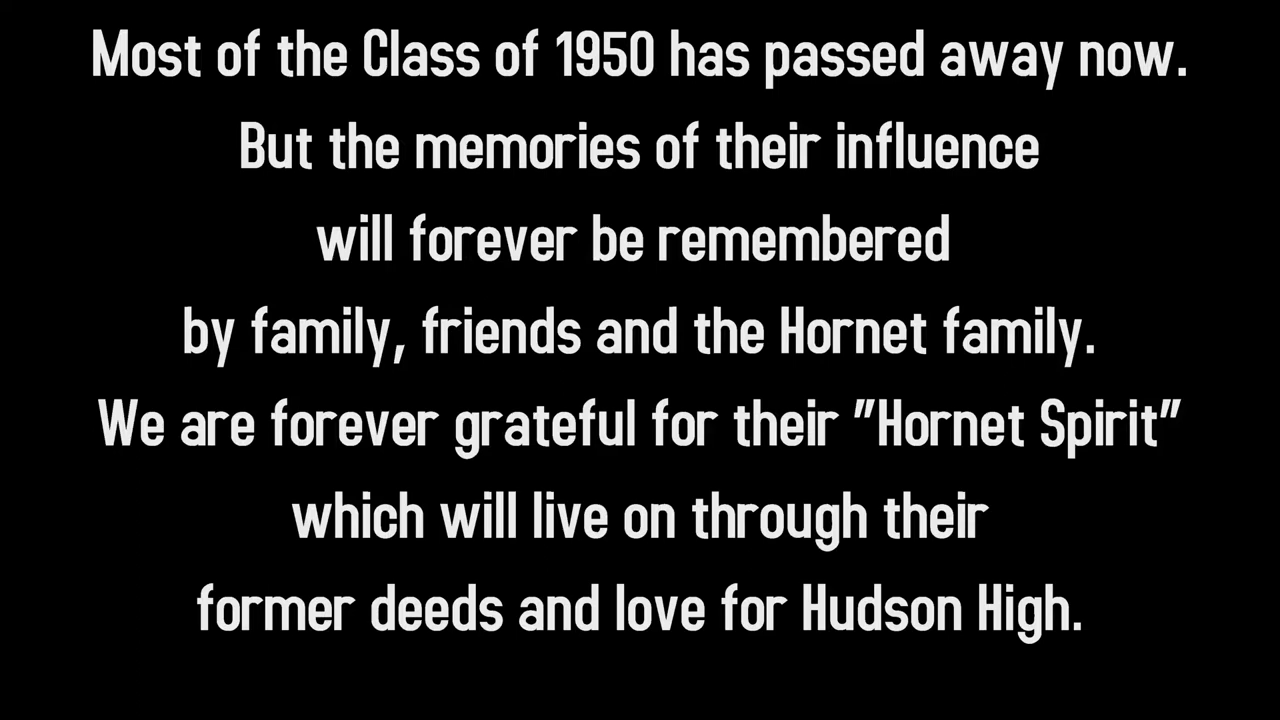 Most of the Class of 1950 has passed away now.
But the memories of their influence
will forever be remembered
by family, friends and the Hornet family.
We are forever grateful for their "Hornet Spirit"
which will live on through their
former deeds and love for Hudson High.